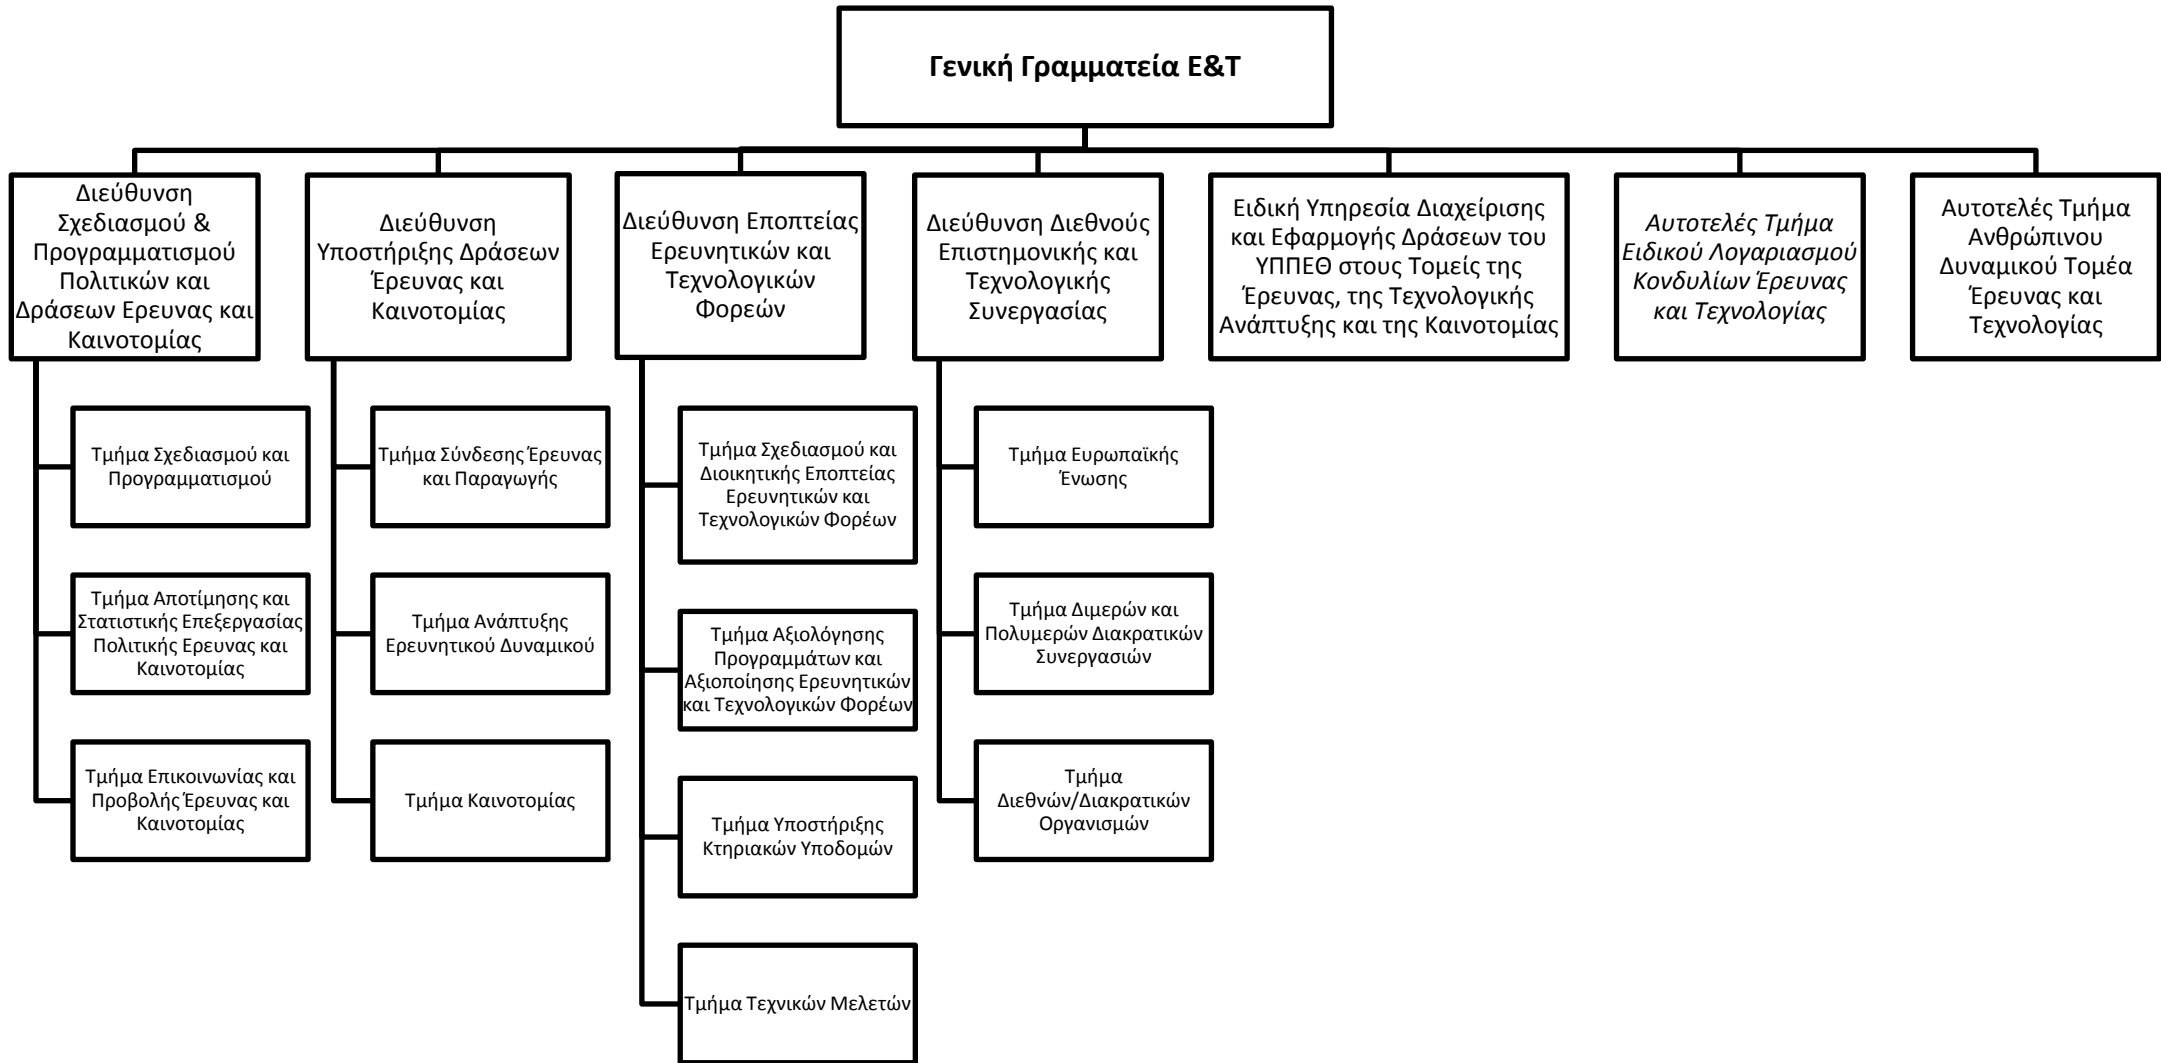 Γενική Γραμματεία Ε&Τ
Διεύθυνση
Σχεδιασμού &
Προγραμματισμού
Πολιτικών και
Δράσεων Ερευνας και
Καινοτομίας
Διεύθυνση
Υποστήριξης Δράσεων
Έρευνας και
Καινοτομίας
Διεύθυνση Εποπτείας
Ερευνητικών και
Τεχνολογικών
Φορεών
Διεύθυνση Διεθνούς
Επιστημονικής και
Τεχνολογικής
Συνεργασίας
Ειδική Υπηρεσία Διαχείρισης
και Εφαρμογής Δράσεων του
ΥΠΠΕΘ στους Τομείς της
Έρευνας, της Τεχνολογικής
Ανάπτυξης και της Καινοτομίας
Αυτοτελές Τμήμα
Ειδικού Λογαριασμού
Κονδυλίων Έρευνας
και Τεχνολογίας
Αυτοτελές Τμήμα
Ανθρώπινου
Δυναμικού Τομέα
Έρευνας και
Τεχνολογίας
Τμήμα Σχεδιασμού και
Προγραμματισμού
Τμήμα Αποτίμησης και
Στατιστικής Επεξεργασίας
Πολιτικής Ερευνας και
Καινοτομίας
Τμήμα Επικοινωνίας και
Προβολής Έρευνας και
Καινοτομίας
Τμήμα Σύνδεσης Έρευνας
και Παραγωγής
Τμήμα Ανάπτυξης
Ερευνητικού Δυναμικού
Τμήμα Καινοτομίας
Τμήμα Σχεδιασμού και
Διοικητικής Εποπτείας
Ερευνητικών και
Τεχνολογικών Φορέων
Τμήμα Αξιολόγησης
Προγραμμάτων και
Αξιοποίησης Ερευνητικών
και Τεχνολογικών Φορέων
Τμήμα Υποστήριξης
Κτηριακών Υποδομών
Τμήμα Τεχνικών Μελετών
Τμήμα Ευρωπαϊκής
Ένωσης
Τμήμα Διμερών και
Πολυμερών Διακρατικών
Συνεργασιών
Τμήμα
Διεθνών/Διακρατικών
Οργανισμών